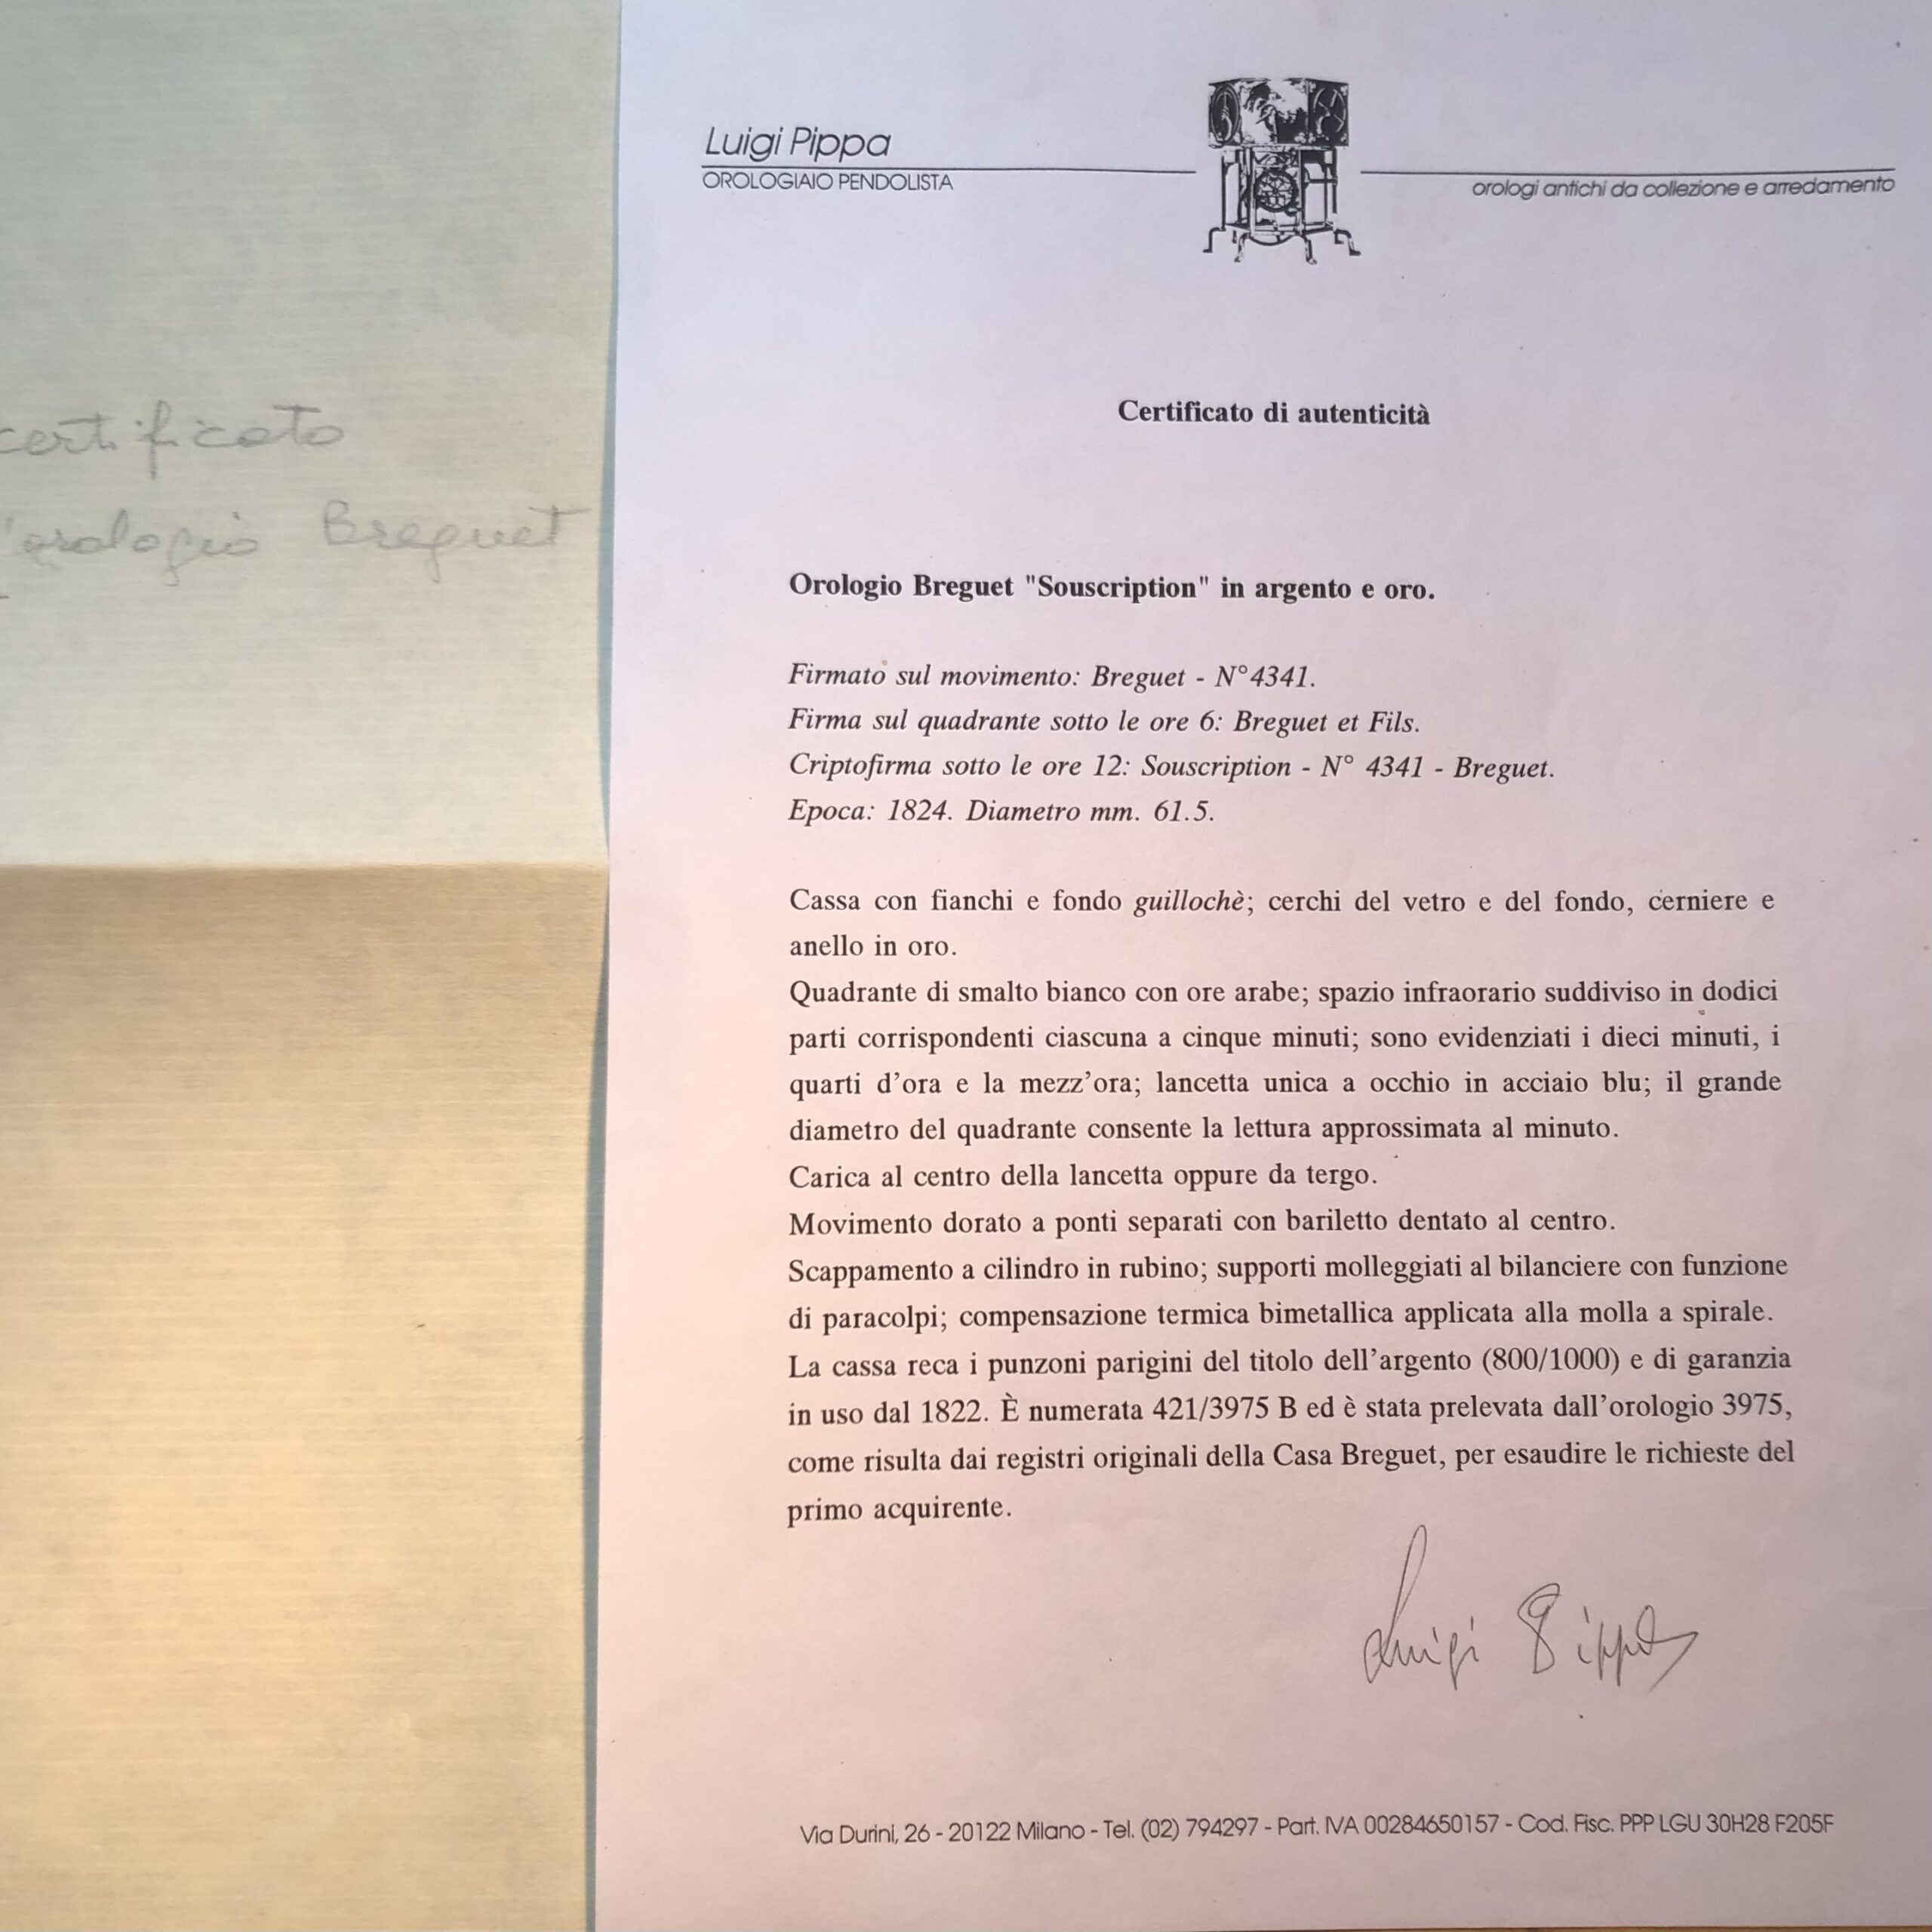 certificato
l'orologio Breguet
Luigi Pippa
OROLOGIAIO PENDOLISTA
orologi antichi da collezione e arredamento
Certificato di autenticità
Orologio Breguet "Souscription" in argento e oro.
Firmato sul movimento: Breguet - N°4341.
Firma sul quadrante sotto le ore 6: Breguet et Fils.
Criptofirma sotto le ore 12: Souscription - N° 4341 - Breguet.
Epoca: 1824. Diametro mm. 61.5.
Cassa con fianchi e fondo guillochè; cerchi del vetro e del fondo, cerniere e
anello in oro.
Quadrante di smalto bianco con ore arabe; spazio infraorario suddiviso in dodici
parti corrispondenti ciascuna a cinque minuti; sono evidenziati i dieci minuti, i
quarti d’ora e la mezz’ora; lancetta unica a occhio in acciaio blu; il grande
diametro del quadrante consente la lettura approssimata al minuto.
Carica al centro della lancetta oppure da tergo.
Movimento dorato a ponti separati con bariletto dentato al centro.
Scappamento a cilindro in rubino; supporti molleggiati al bilanciere con funzione
di paracolpi; compensazione termica bimetallica applicata alla molla a spirale.
La cassa reca i punzoni parigini del titolo dell’argento (800/1000) e di garanzia
in uso dal 1822. È numerata 421/3975 B ed è stata prelevata dall’orologio 3975,
come risulta dai registri originali della Casa Breguet, per esaudire le richieste del
primo acquirente.
Luigi Pippa
Via Durini, 26 - 20122 Milano - Tel. (02) 794297 - Part. IVA 00284650157 - Cod. Fisc. PPP LGU 30H28 F205F